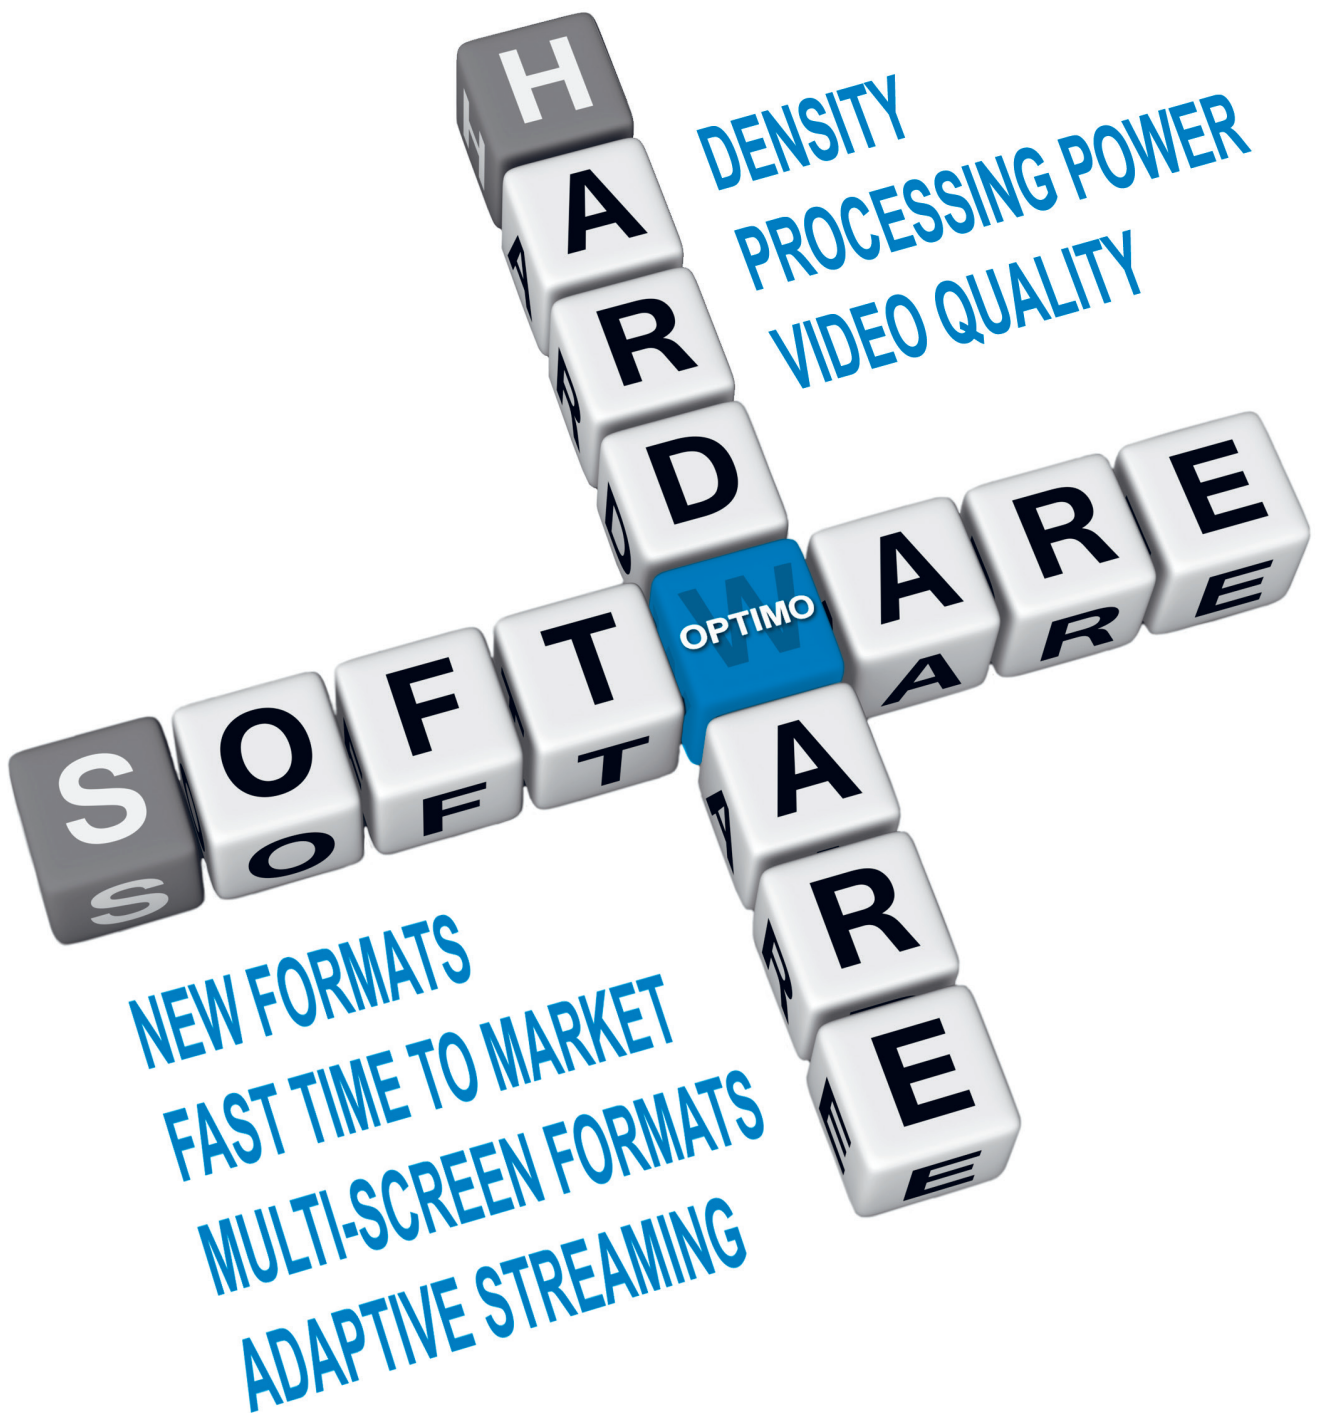 HARDWARE
DENSITY
PROCESSING POWER
VIDEO QUALITY
SOFTWARE
OPTIMO
NEW FORMATS
FAST TIME TO MARKET
MULTI-SCREEN FORMATS
ADAPTIVE STREAMING